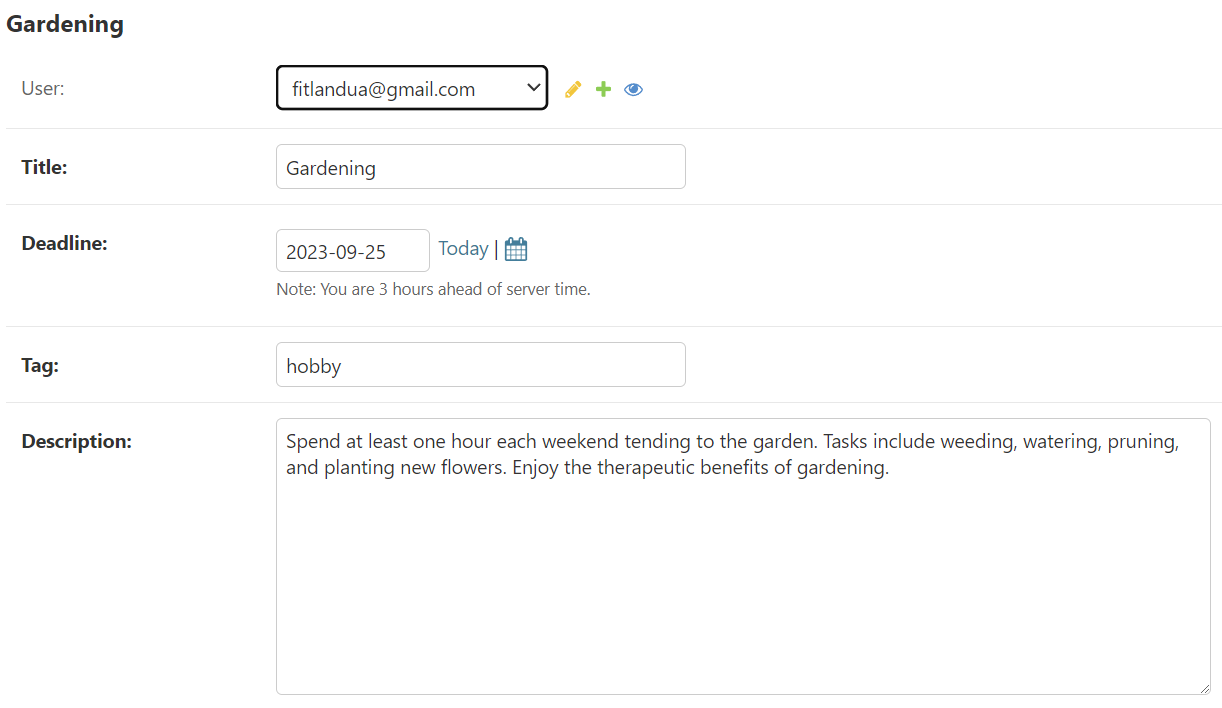 Gardening
User:
fitlandua@gmail.com
Title:
Gardening
Deadline:
2023-09-25
Today |
Note: You are 3 hours ahead of server time.
Tag:
hobby
Description:
Spend at least one hour each weekend tending to the garden. Tasks include weeding, watering, pruning,
and planting new flowers. Enjoy the therapeutic benefits of gardening.